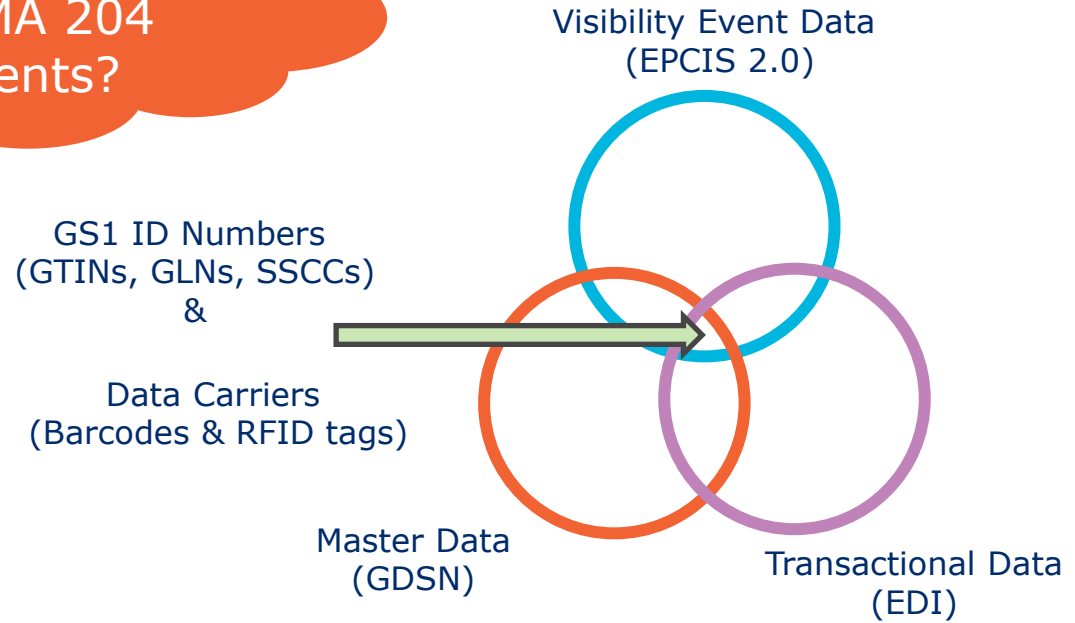 MA 204
ents?
Visibility Event Data
(EPCIS 2.0)
GS1 ID Numbers
(GTINs, GLNs, SSCCs)
&
Data Carriers
(Barcodes & RFID tags)
Master Data
(GDSN)
Transactional Data
(EDI)